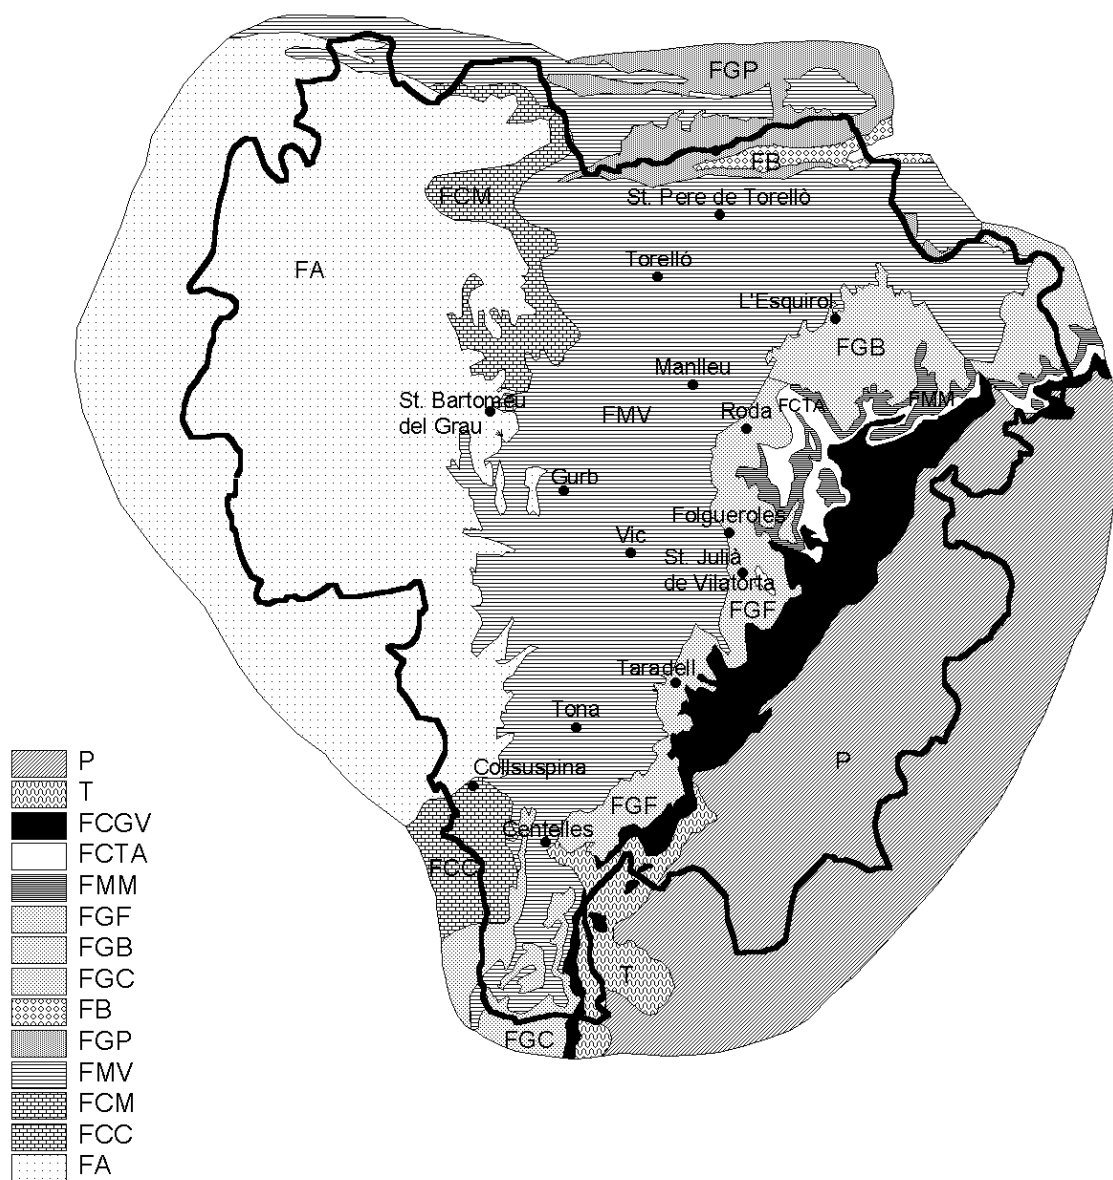 FGP
FB
St. Pere de Torellò
FCM
FA
Torelló
L'Esquirol
FGB
Manlleu
St. Bartomeu
del Grau
FMV
Roda
FCTA
FMM
Gurb
Folgueroles
Vic
St. Julià
de Vilatorta
FGF
Taradell
Tona
P
Collsuspina
FGF
Centelles
FCC
T
FGC
P
T
FCGV
FCTA
FMM
FGF
FGB
FGC
FB
FGP
FMV
FCM
FCC
FA